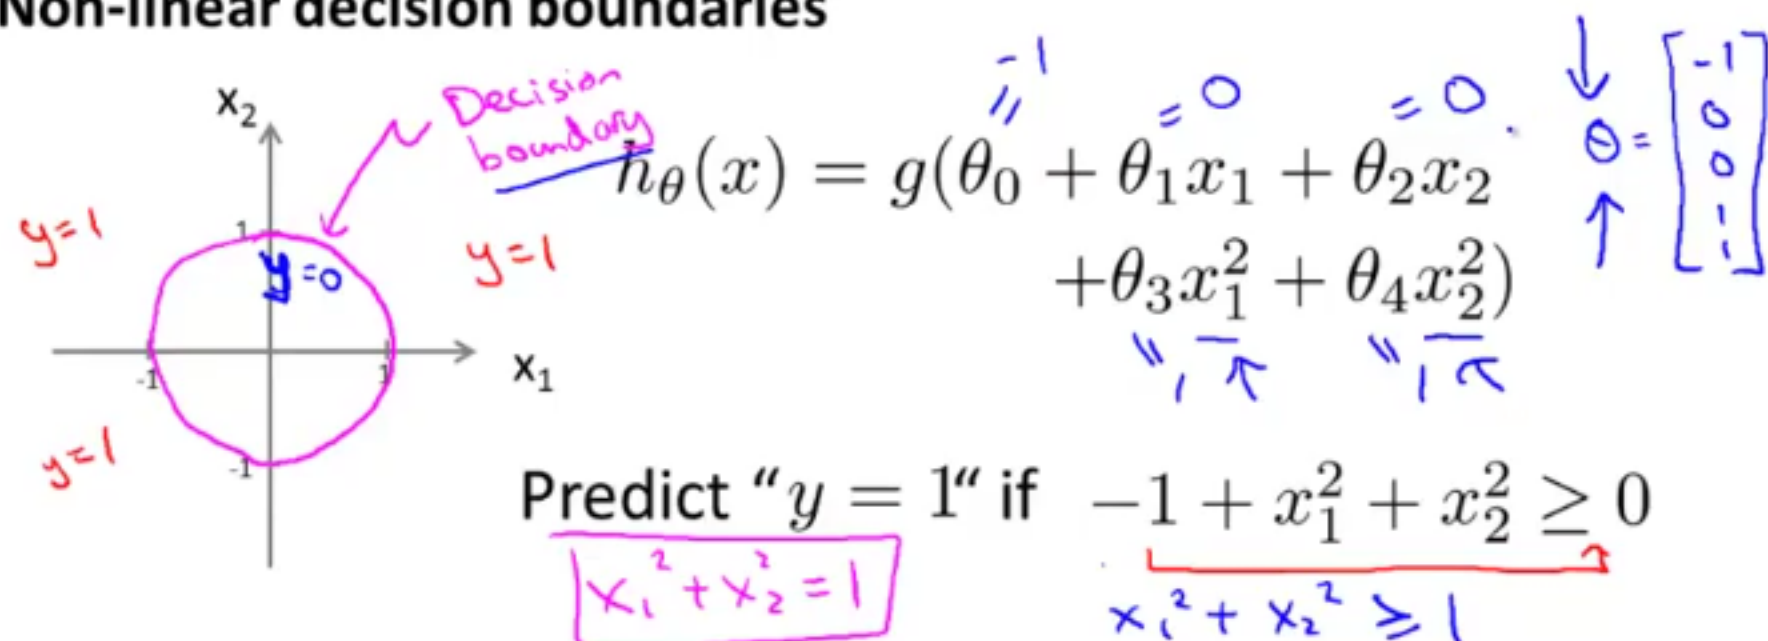 Non-linear decision boundaries
x₂
Decision
boundary
-1
=
= 0
= 0
h_θ(x) = g(θ₀ + θ₁x₁ + θ₂x₂
+θ₃x₁² + θ₄x₂²)
= 1
= 1
θ = [-1
0
0
1
1]
y=1
1
y=0
y=1
-1
1
x₁
y=1
-1
Predict “y = 1“ if −1 + x₁² + x₂² ≥ 0
x₁² + x₂² = 1
x₁² + x₂² ≥ 1